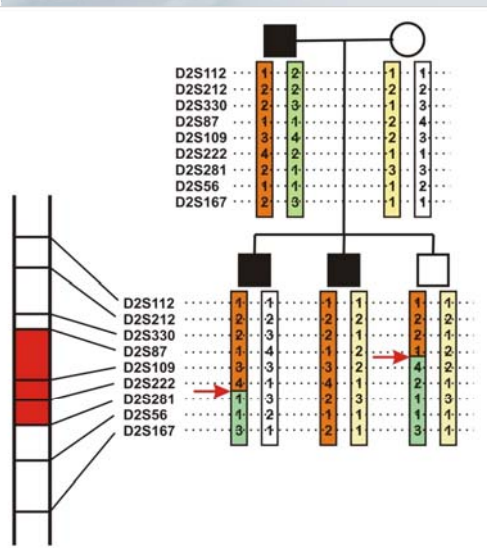 D2S112 1 2 1 1
D2S212 2 2 2 2
D2S330 2 3 1 3
D2S87 1 1 2 4
D2S109 3 4 2 3
D2S222 4 2 1 1
D2S281 2 1 3 3
D2S56 1 1 1 2
D2S167 2 3 1 1
D2S112 1 1 1 1 1 1
D2S212 2 2 2 2 2 2
D2S330 2 3 2 1 2 1
D2S87 1 4 1 2 1 2
D2S109 3 3 3 2 4 2
D2S222 4 1 4 1 2 1
D2S281 1 3 2 3 1 3
D2S56 1 2 1 1 1 1
D2S167 3 1 2 1 3 1